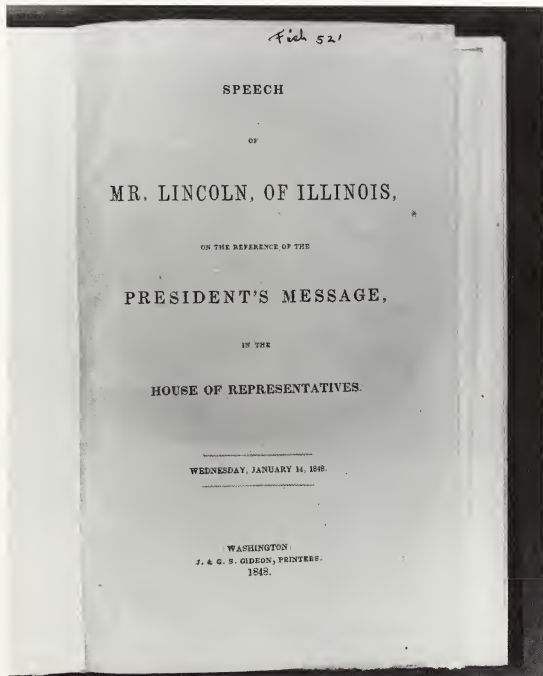 Fish 521
SPEECH
OF
MR. LINCOLN, OF ILLINOIS,
ON THE REFERENCE OF THE
PRESIDENT'S MESSAGE,
IN THE
HOUSE OF REPRESENTATIVES.
WEDNESDAY, JANUARY 14, 1848.
WASHINGTON:
J. & G. S. GIDEON, PRINTERS.
1848.